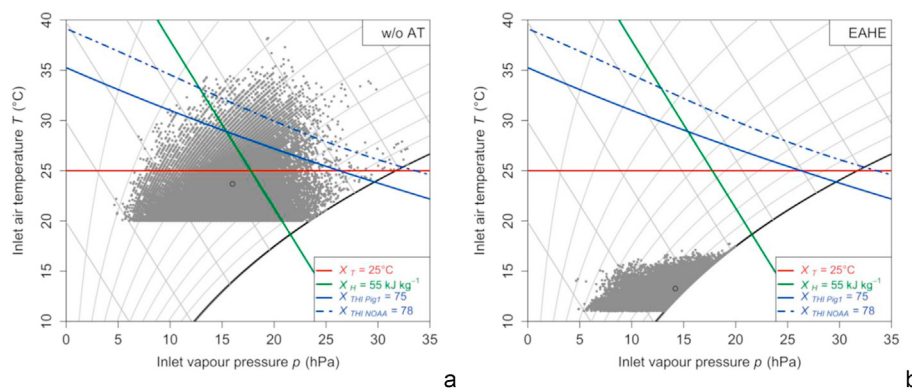 w/o AT
40
35
30
25
20
15
10
Inlet air temperature T (°C)
0
5
10
15
20
25
30
35
Inlet vapour pressure p (hPa)
X T = 25°C
X H = 55 kJ kg⁻¹
X THI Pig1 = 75
X THI NOAA = 78
a
EAHE
40
35
30
25
20
15
10
Inlet air temperature T (°C)
0
5
10
15
20
25
30
35
Inlet vapour pressure p (hPa)
X T = 25°C
X H = 55 kJ kg⁻¹
X THI Pig1 = 75
X THI NOAA = 78
b